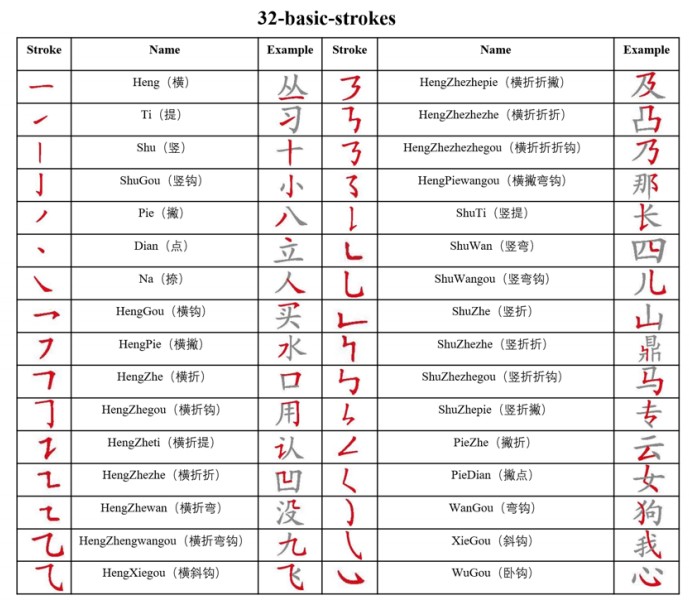 32-basic-strokes
Stroke Name Example Stroke Name Example
㇐ Heng（横） 丛 ㇋ HengZhezhepie（横折折撇） 及
㇀ Ti（提） 习 ㇎ HengZhezhezhe（横折折折） 凸
㇑ Shu（竖） 十 ㇡ HengZhezhezhegou（横折折折钩） 乃
㇚ ShuGou（竖钩） 小 ㇌ HengPiewangou（横撇弯钩） 那
㇒ Pie（撇） 八 ㇙ ShuTi（竖提） 长
㇔ Dian（点） 立 ㇄ ShuWan（竖弯） 四
㇏ Na（捺） 人 ㇟ ShuWangou（竖弯钩） 儿
㇖ HengGou（横钩） 买 ㇗ ShuZhe（竖折） 山
㇇ HengPie（横撇） 水 ㇞ ShuZhezhe（竖折折） 鼎
㇕ HengZhe（横折） 口 ㇉ ShuZhezhegou（竖折折钩） 马
㇆ HengZhegou（横折钩） 用 ㇘ ShuZhepie（竖折撇） 专
㇊ HengZheti（横折提） 认 ㇜ PieZhe（撇折） 云
㇅ HengZhezhe（横折折） 凹 ㇛ PieDian（撇点） 女
㇍ HengZhewan（横折弯） 没 ㇁ WanGou（弯钩） 狗
㇈ HengZhengwangou（横折弯钩） 九 ㇂ XieGou（斜钩） 我
⺄ HengXiegou（横斜钩） 飞 ㇃ WuGou（卧钩） 心